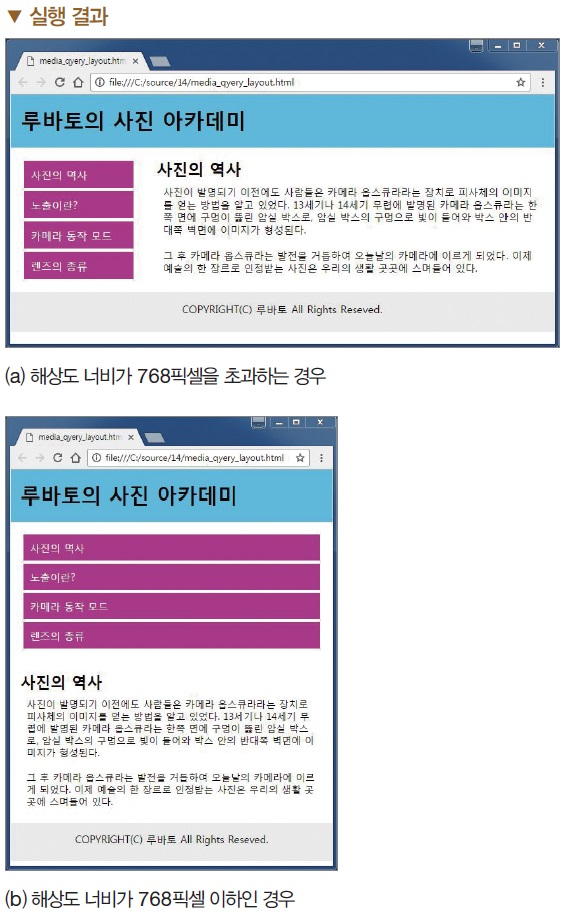 ▼ 실행 결과
media_qyery_layout.htm
file:///C:/source/14/media_qyery_layout.html
루바토의 사진 아카데미
사진의 역사
노출이란?
카메라 동작 모드
렌즈의 종류
사진의 역사
사진이 발명되기 이전에도 사람들은 카메라 옵스큐라라는 장치로 피사체의 이미지
를 얻는 방법을 알고 있었다. 13세기나 14세기 무렵에 발명된 카메라 옵스큐라는 한
쪽 면에 구멍이 뚫린 암실 박스로, 암실 박스의 구멍으로 빛이 들어와 박스 안의 반
대쪽 벽면에 이미지가 형성된다.
그 후 카메라 옵스큐라는 발전을 거듭하여 오늘날의 카메라에 이르게 되었다. 이제
예술의 한 장르로 인정받는 사진은 우리의 생활 곳곳에 스며들어 있다.
COPYRIGHT(C) 루바토 All Rights Reseved.
(a) 해상도 너비가 768픽셀을 초과하는 경우
media_qyery_layout.htm
file:///C:/source/14/media_qyery_layout.html
루바토의 사진 아카데미
사진의 역사
노출이란?
카메라 동작 모드
렌즈의 종류
사진의 역사
사진이 발명되기 이전에도 사람들은 카메라 옵스큐라라는 장치로
피사체의 이미지를 얻는 방법을 알고 있었다. 13세기나 14세기 무
렵에 발명된 카메라 옵스큐라는 한쪽 면에 구멍이 뚫린 암실 박스
로, 암실 박스의 구멍으로 빛이 들어와 박스 안의 반대쪽 벽면에 이
미지가 형성된다.
그 후 카메라 옵스큐라는 발전을 거듭하여 오늘날의 카메라에 이르
게 되었다. 이제 예술의 한 장르로 인정받는 사진은 우리의 생활 곳
곳에 스며들어 있다.
COPYRIGHT(C) 루바토 All Rights Reseved.
(b) 해상도 너비가 768픽셀 이하인 경우